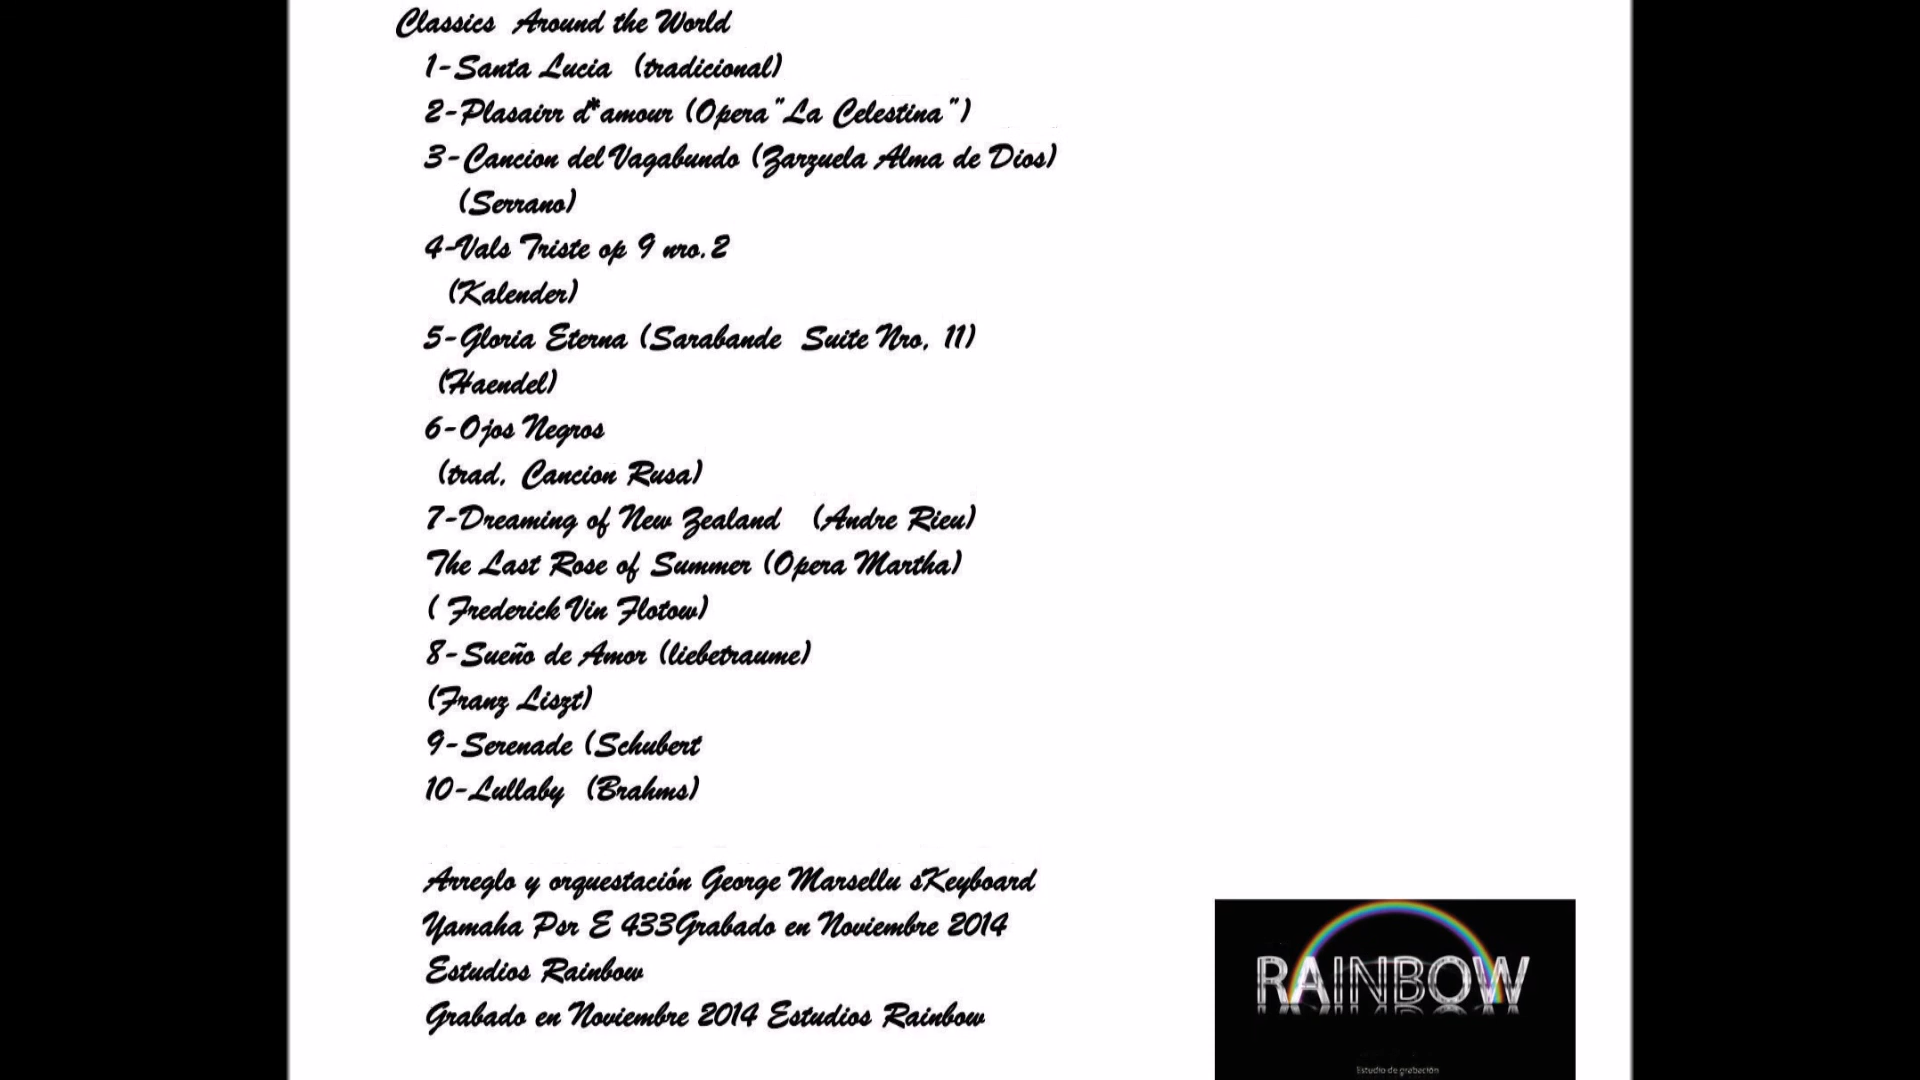 Classics Around the World
1-Santa Lucia (tradicional)
2-Plasairr d*amour (Opera"La Celestina")
3-Cancion del Vagabundo (Zarzuela Alma de Dios)
(Serrano)
4-Vals Triste op 9 nro.2
(Kalender)
5-Gloria Eterna (Sarabande Suite Nro, 11)
(Haendel)
6-Ojos Negros
(trad, Cancion Rusa)
7-Dreaming of New Zealand (Andre Rieu)
The Last Rose of Summer (Opera Martha)
( Frederick Vin Flotow)
8-Sueño de Amor (liebetraume)
(Franz Liszt)
9-Serenade (Schubert
10-Lullaby (Brahms)
Arreglo y orquestación George Marsellu sKeyboard
Yamaha Psr E 433Grabado en Noviembre 2014
Estudios Rainbow
Grabado en Noviembre 2014 Estudios Rainbow
RAINBOW
Estudio de grabación